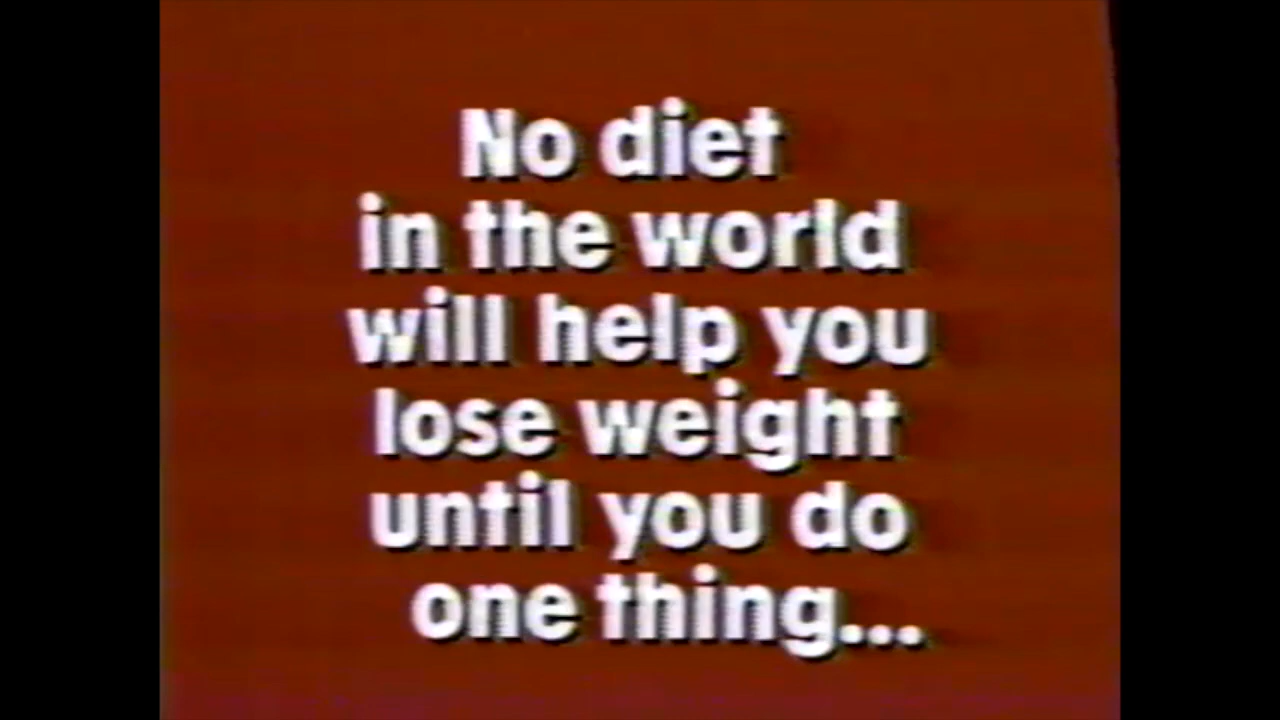 No diet
in the world
will help you
lose weight
until you do
one thing...